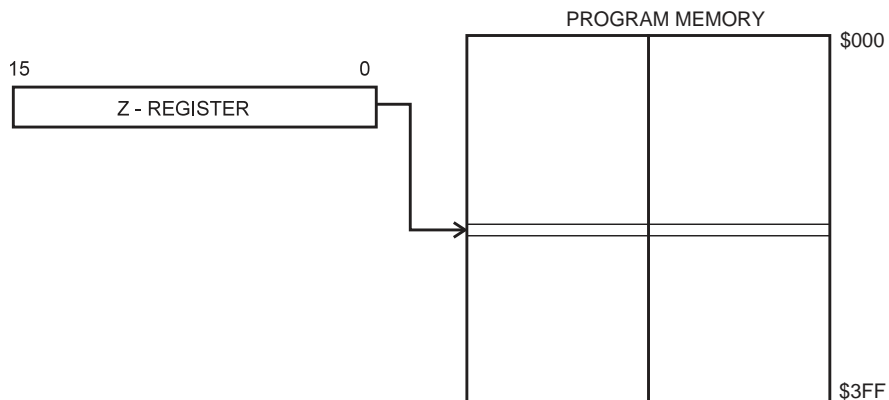 PROGRAM MEMORY
$000
15 0
Z - REGISTER
$3FF